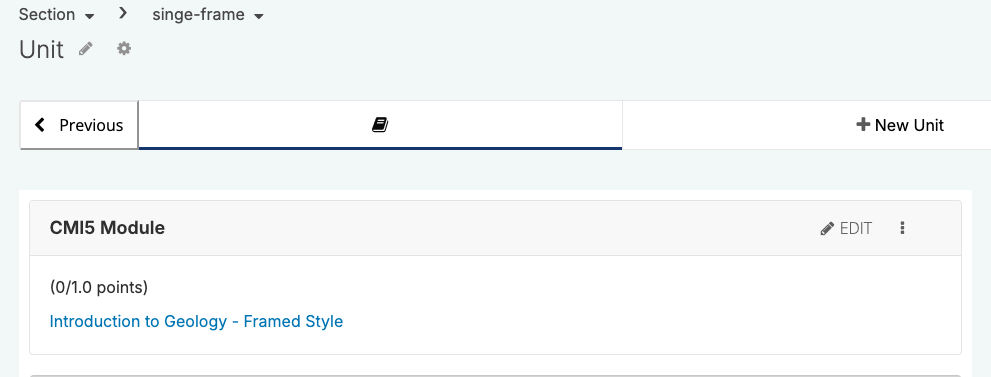 Section > singe-frame
Unit
Previous
+ New Unit
CMI5 Module
EDIT
(0/1.0 points)
Introduction to Geology - Framed Style